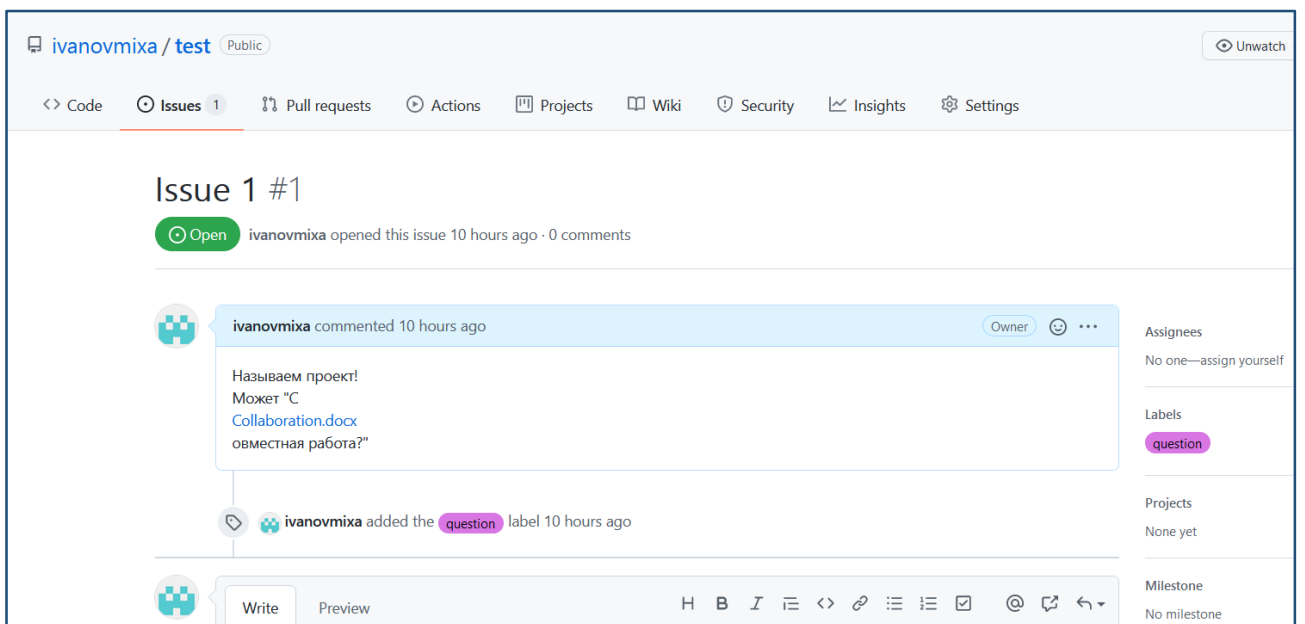 ivanovmixa / test Public
Unwatch
Code Issues 1 Pull requests Actions Projects Wiki Security Insights Settings
Issue 1 #1
Open ivanovmixa opened this issue 10 hours ago · 0 comments
ivanovmixa commented 10 hours ago Owner
Называем проект!
Может "С
Collaboration.docx
овместная работа?"
ivanovmixa added the question label 10 hours ago
Write Preview
Assignees
No one—assign yourself
Labels
question
Projects
None yet
Milestone
No milestone